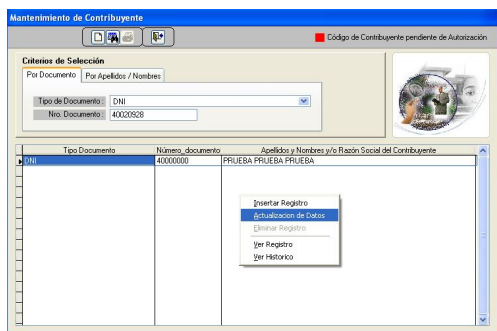 Mantenimiento de Contribuyente
Código de Contribuyente pendiente de Autorización
Criterios de Selección
Por Documento Por Apellidos / Nombres
Tipo de Documento : DNI
Nro. Documento : 40020928
Tipo Documento Número_documento Apellidos y Nombres y/o Razón Social del Contribuyente
DNI 40000000 PRUEBA PRUEBA PRUEBA
Insertar Registro
Actualizacion de Datos
Eliminar Registro
Ver Registro
Ver Historico